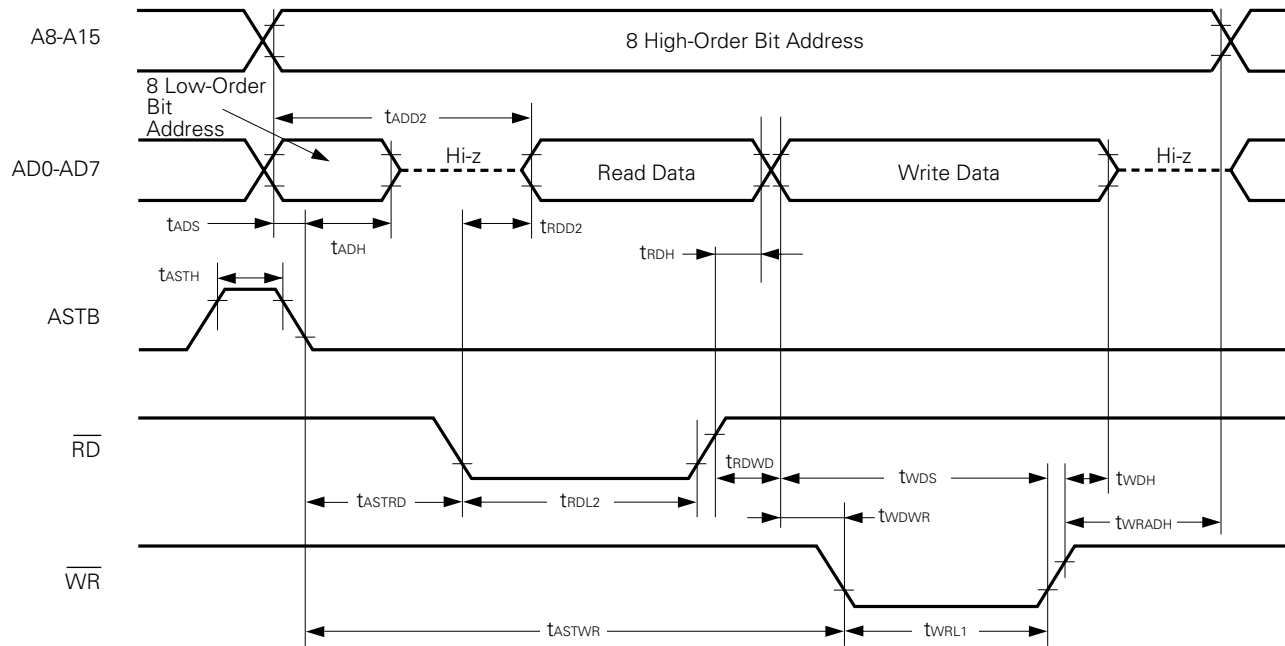 A8-A15
8 High-Order Bit Address
8 Low-Order
Bit
Address
tADD2
AD0-AD7
Hi-z
Read Data
Write Data
Hi-z
tADS
tADH
tRDD2
tRDH
tASTH
ASTB
RD
tRDWD
tWDS
tWDH
tASTRD
tRDL2
tWDWR
tWRADH
WR
tASTWR
tWRL1